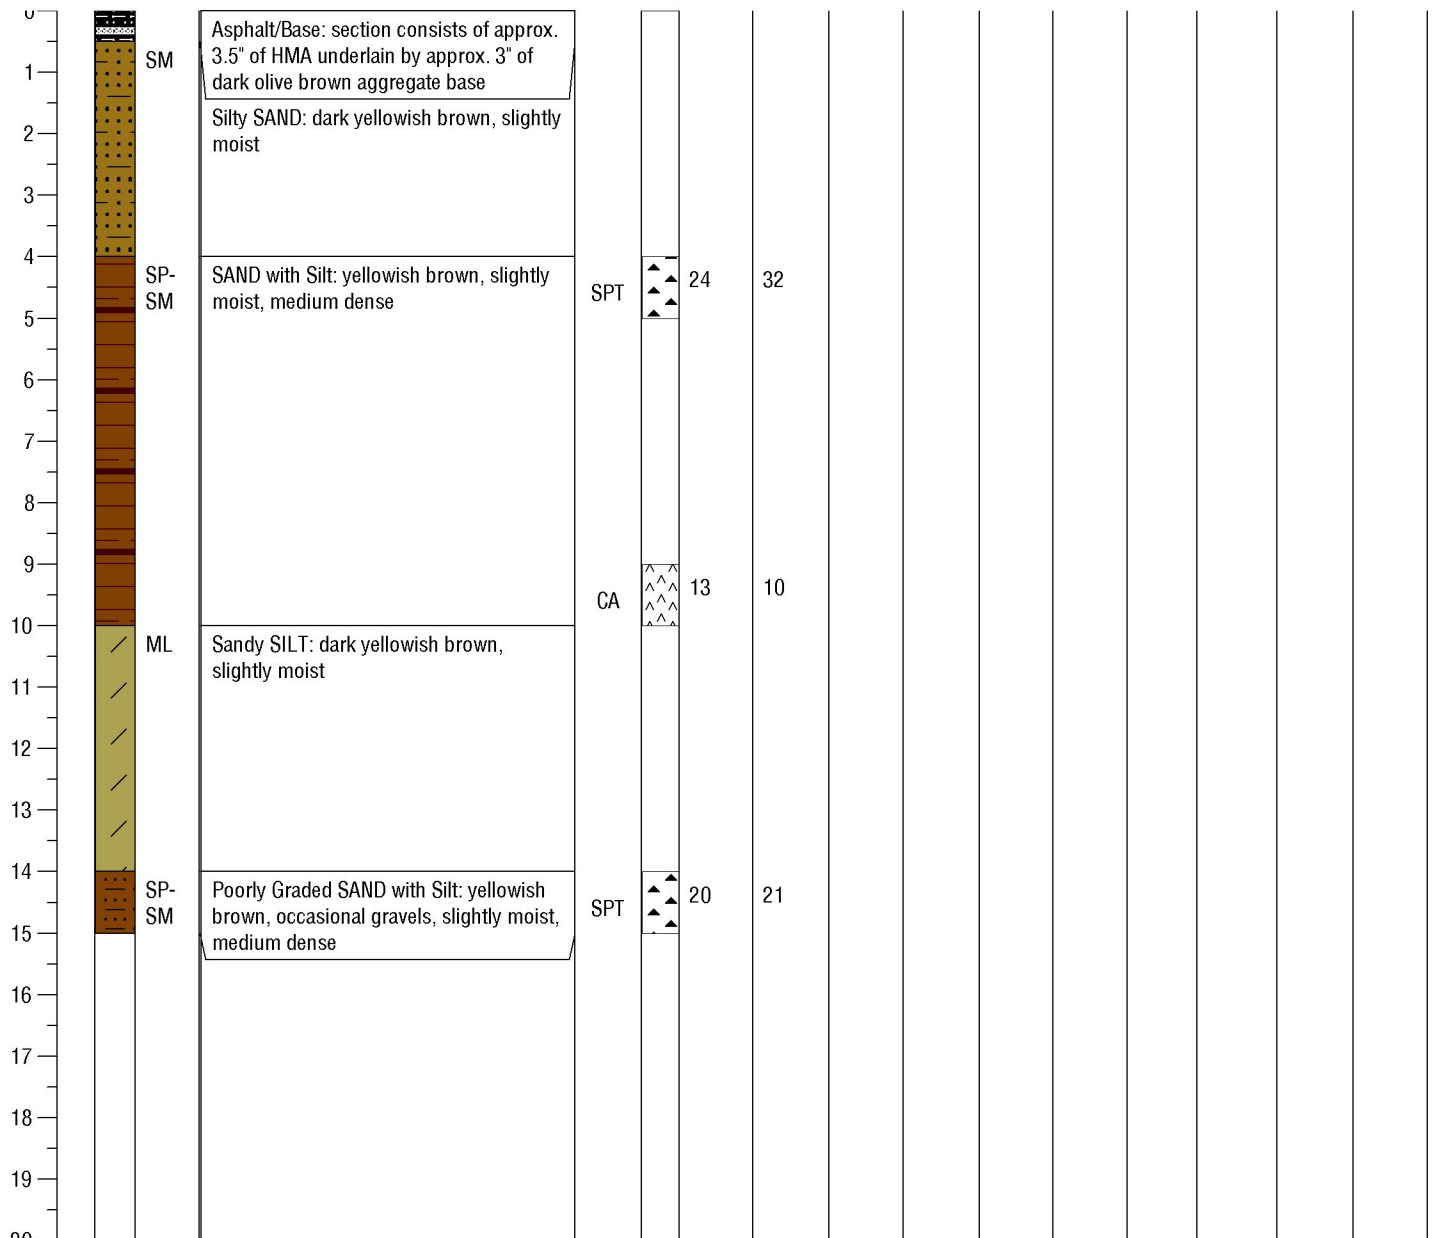 0
Asphalt/Base: section consists of approx.
3.5" of HMA underlain by approx. 3" of
dark olive brown aggregate base
SM
1
Silty SAND: dark yellowish brown, slightly
moist
2
3
4
SP-
SM
SAND with Silt: yellowish brown, slightly
moist, medium dense
SPT
24
32
5
6
7
8
9
CA
13
10
10
ML
Sandy SILT: dark yellowish brown,
slightly moist
11
12
13
14
SP-
SM
Poorly Graded SAND with Silt: yellowish
brown, occasional gravels, slightly moist,
medium dense
SPT
20
21
15
16
17
18
19
20